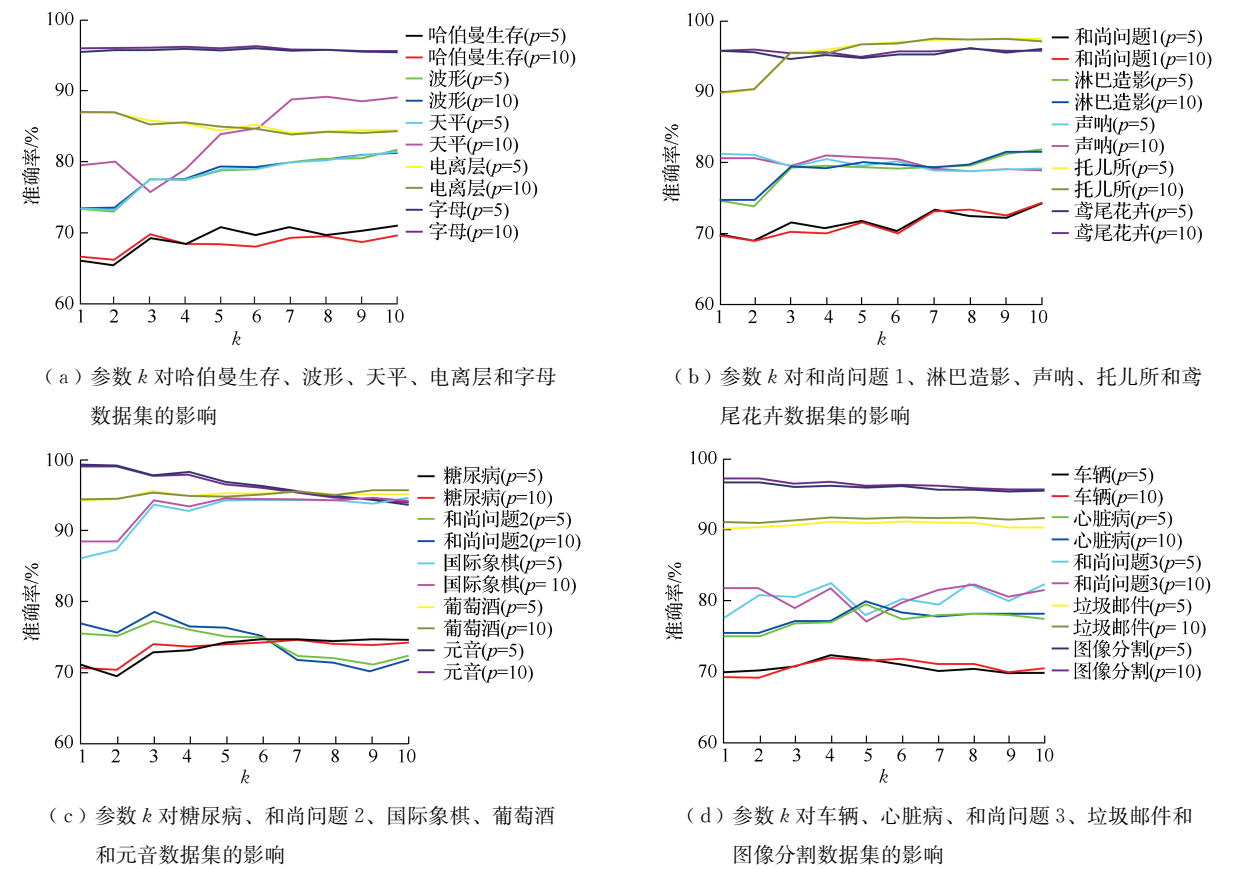 准确率/%
100
90
80
70
60
1 2 3 4 5 6 7 8 9 10
k
哈伯曼生存(p=5)
哈伯曼生存(p=10)
波形(p=5)
波形(p=10)
天平(p=5)
天平(p=10)
电离层(p=5)
电离层(p=10)
字母(p=5)
字母(p=10)
(a)参数 k 对哈伯曼生存、波形、天平、电离层和字母
数据集的影响
准确率/%
100
90
80
70
60
1 2 3 4 5 6 7 8 9 10
k
和尚问题1(p=5)
和尚问题1(p=10)
淋巴造影(p=5)
淋巴造影(p=10)
声呐(p=5)
声呐(p=10)
托儿所(p=5)
托儿所(p=10)
鸢尾花卉(p=5)
鸢尾花卉(p=10)
(b)参数 k 对和尚问题 1、淋巴造影、声呐、托儿所和鸢
尾花卉数据集的影响
准确率/%
100
90
80
70
60
1 2 3 4 5 6 7 8 9 10
k
糖尿病(p=5)
糖尿病(p=10)
和尚问题2(p=5)
和尚问题2(p=10)
国际象棋(p=5)
国际象棋(p= 10)
葡萄酒(p=5)
葡萄酒(p=10)
元音(p=5)
元音(p=10)
(c)参数 k 对糖尿病、和尚问题 2、国际象棋、葡萄酒
和元音数据集的影响
准确率/%
100
90
80
70
60
1 2 3 4 5 6 7 8 9 10
k
车辆(p=5)
车辆(p=10)
心脏病(p=5)
心脏病(p=10)
和尚问题3(p=5)
和尚问题3(p=10)
垃圾邮件(p=5)
垃圾邮件(p= 10)
图像分割(p=5)
图像分割(p=10)
(d)参数 k 对车辆、心脏病、和尚问题 3、垃圾邮件和
图像分割数据集的影响